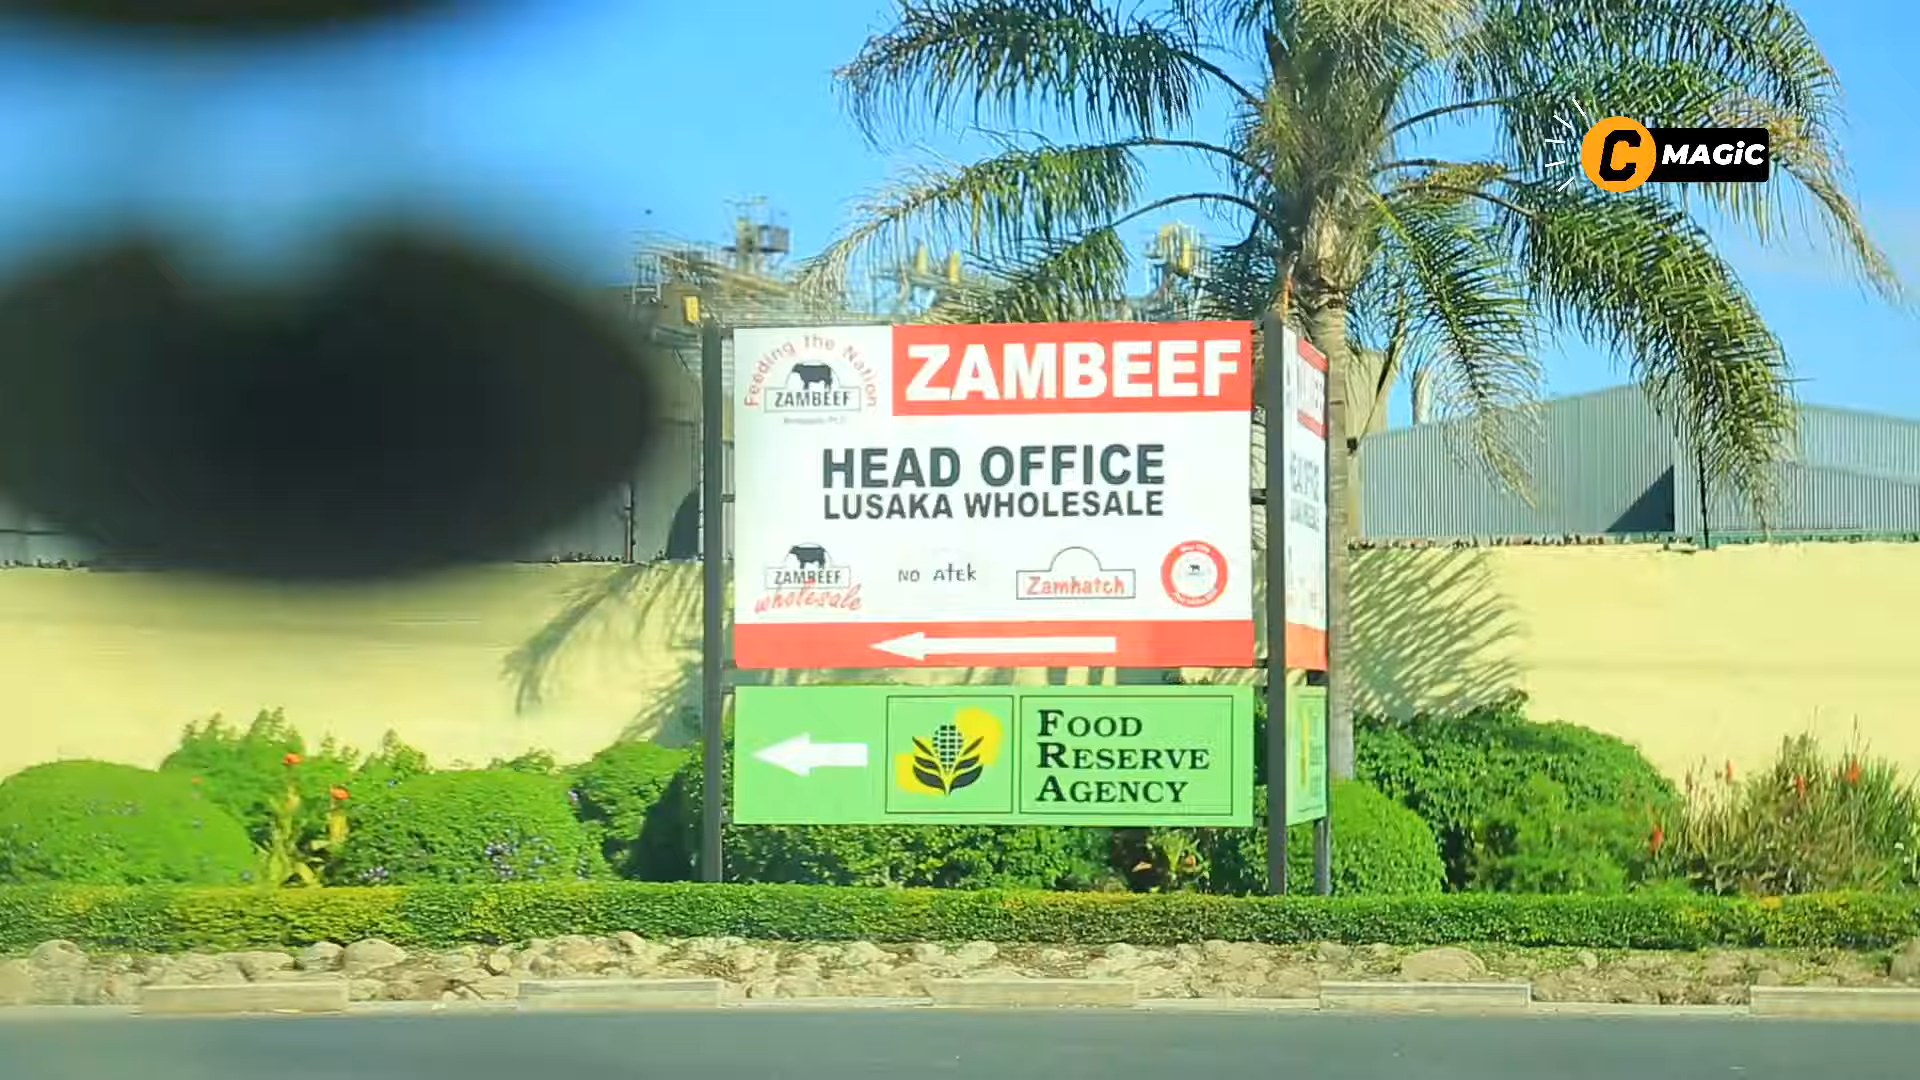 C MAGiC
Feeding the Nation
ZAMBEEF
ZAMBEEF
HEAD OFFICE
LUSAKA WHOLESALE
ZAMBEEF
wholesale
NO AtEk
Zamhatch
FOOD
RESERVE
AGENCY